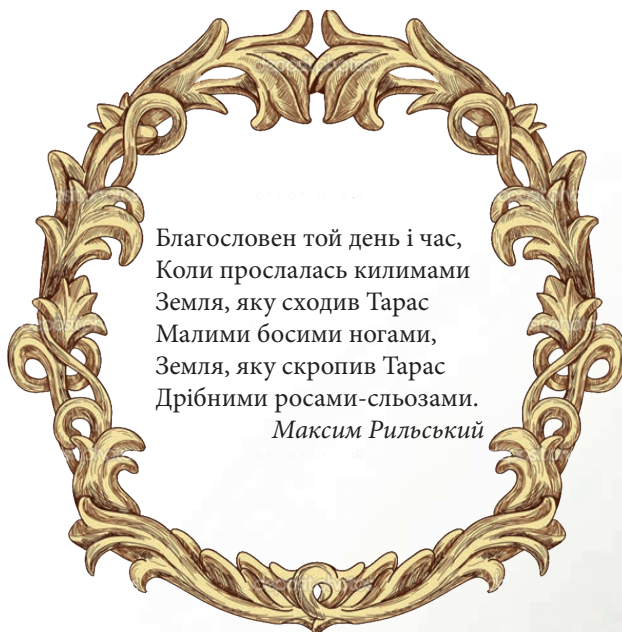 Благословен той день і час,
Коли прослалась килимами
Земля, яку сходив Тарас
Малими босими ногами,
Земля, яку скропив Тарас
Дрібними росами-сльозами.
Максим Рильський